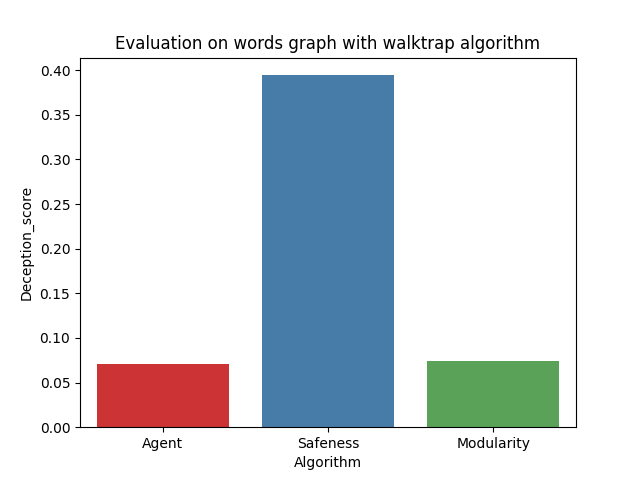 Evaluation on words graph with walktrap algorithm
0.40
0.35
0.30
0.25
0.20
0.15
0.10
0.05
0.00
Deception_score
Agent
Safeness
Modularity
Algorithm